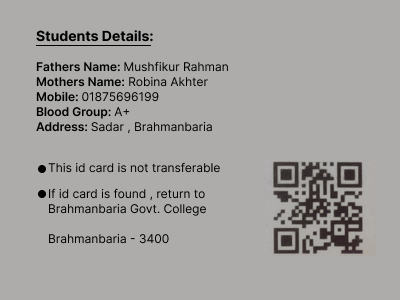 Students Details:
Fathers Name: Mushfikur Rahman
Mothers Name: Robina Akhter
Mobile: 01875696199
Blood Group: A+
Address: Sadar , Brahmanbaria
●This id card is not transferable
●If id card is found , return to
Brahmanbaria Govt. College
Brahmanbaria - 3400